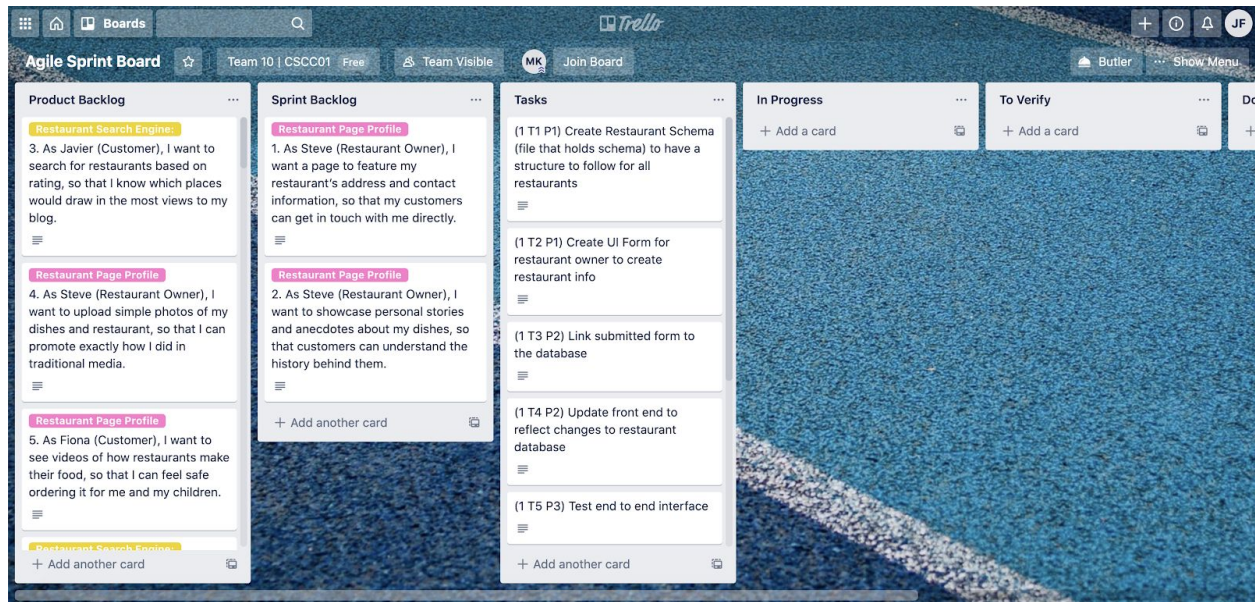 Boards
Trello
JF
Agile Sprint Board
Team 10 | CSCC01 Free
Team Visible
MK
Join Board
Butler
... Show Menu
Product Backlog
...
Restaurant Search Engine:
3. As Javier (Customer), I want to
search for restaurants based on
rating, so that I know which places
would draw in the most views to my
blog.
Restaurant Page Profile
4. As Steve (Restaurant Owner), I
want to upload simple photos of my
dishes and restaurant, so that I can
promote exactly how I did in
traditional media.
Restaurant Page Profile
5. As Fiona (Customer), I want to
see videos of how restaurants make
their food, so that I can feel safe
ordering it for me and my children.
Restaurant Search Engine:
+ Add another card
Sprint Backlog
...
Restaurant Page Profile
1. As Steve (Restaurant Owner), I
want a page to feature my
restaurant's address and contact
information, so that my customers
can get in touch with me directly.
Restaurant Page Profile
2. As Steve (Restaurant Owner), I
want to showcase personal stories
and anecdotes about my dishes, so
that customers can understand the
history behind them.
+ Add another card
Tasks
...
(1 T1 P1) Create Restaurant Schema
(file that holds schema) to have a
structure to follow for all
restaurants
(1 T2 P1) Create UI Form for
restaurant owner to create
restaurant info
(1 T3 P2) Link submitted form to
the database
(1 T4 P2) Update front end to
reflect changes to restaurant
database
(1 T5 P3) Test end to end interface
+ Add another card
In Progress
...
+ Add a card
To Verify
...
+ Add a card
Do
+